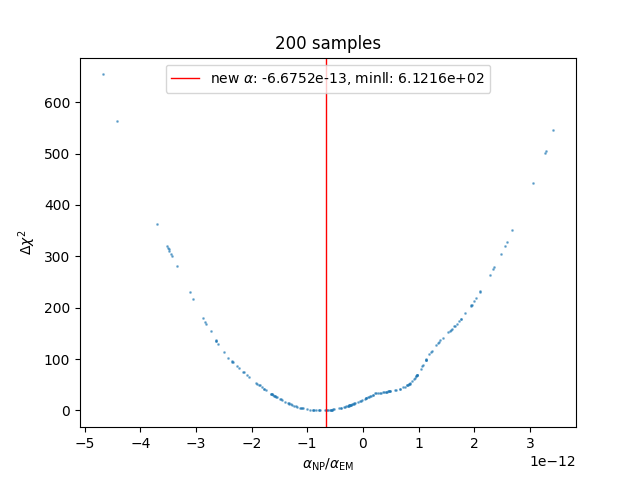 200 samples
new α: -6.6752e-13, minll: 6.1216e+02
600
500
400
300
200
100
0
Δχ²
−5 −4 −3 −2 −1 0 1 2 3
1e−12
α_NP/α_EM